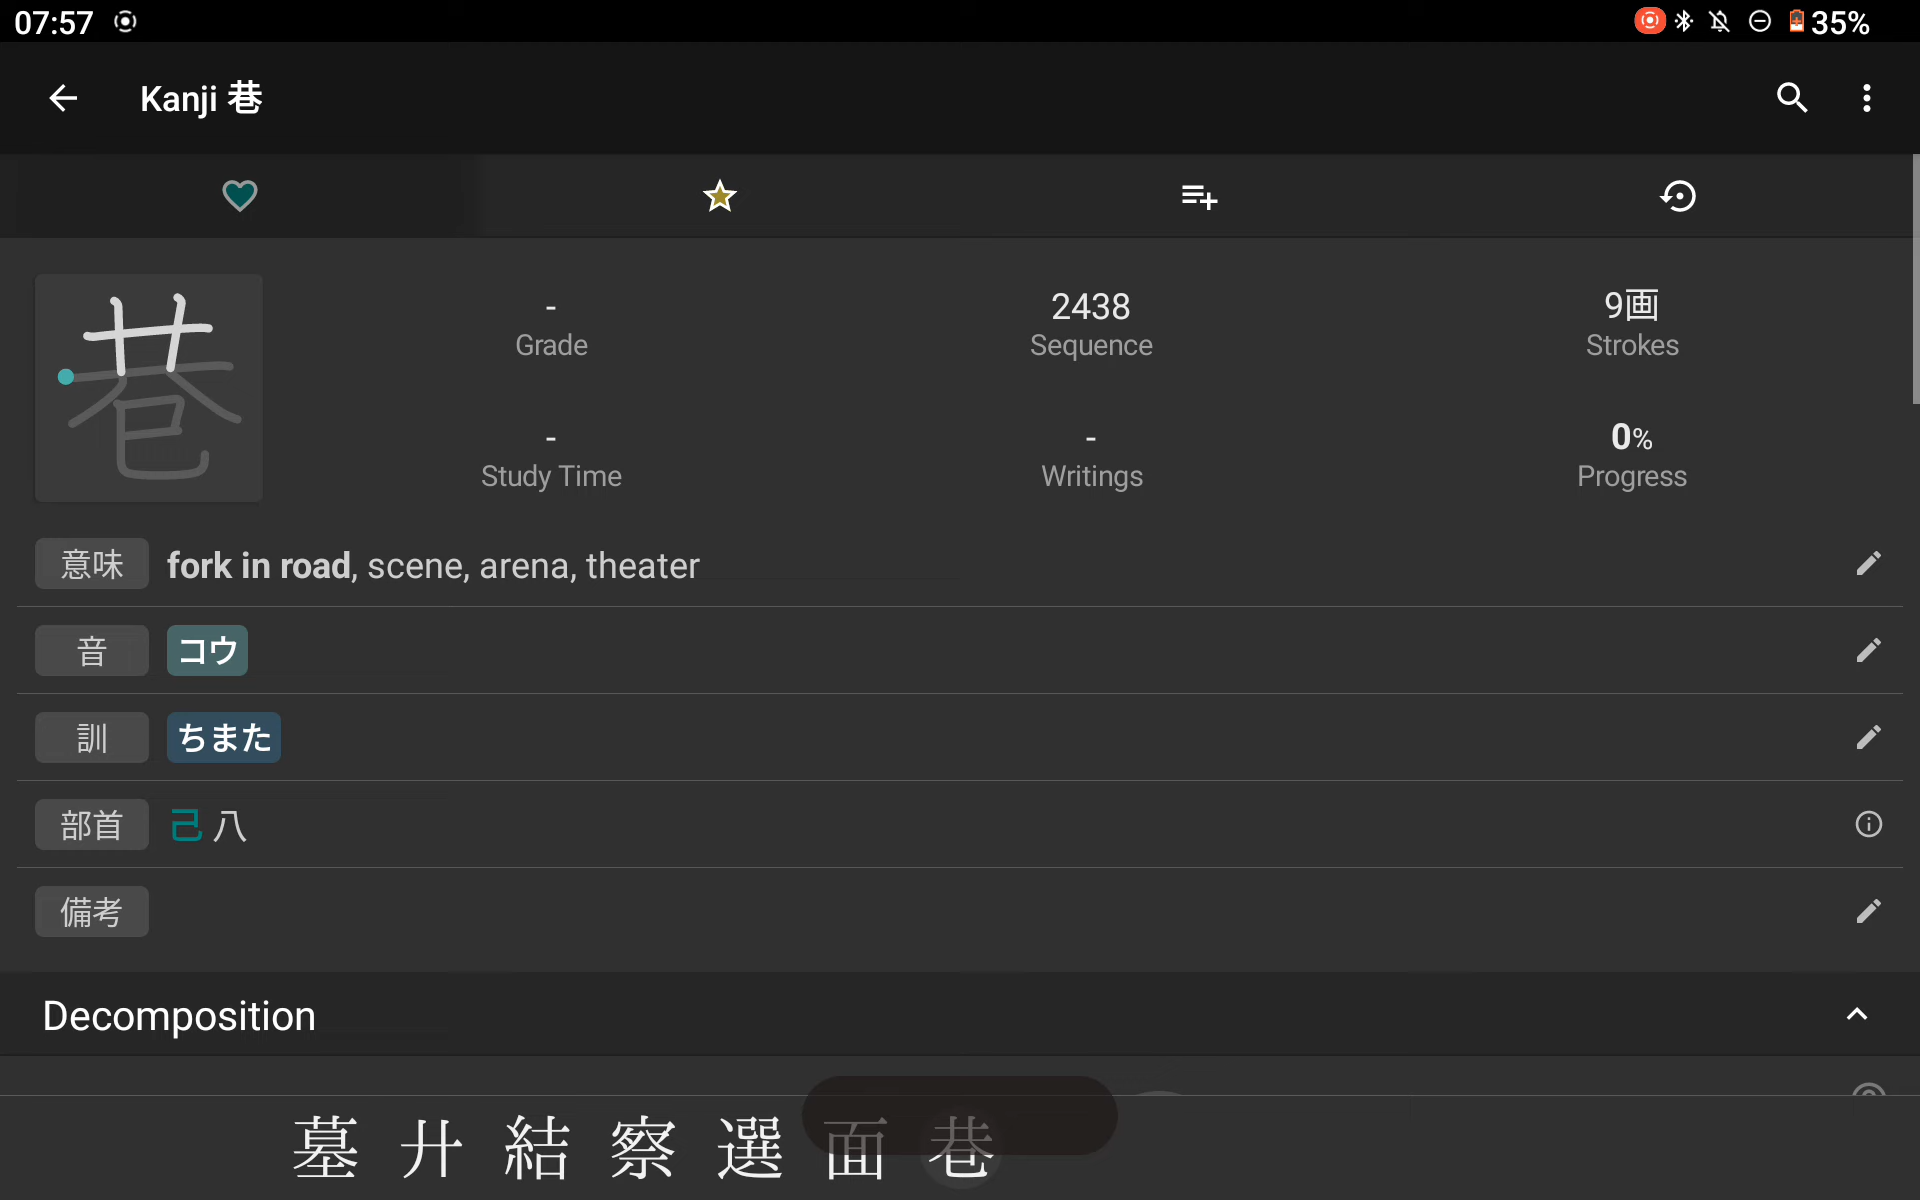 07:57
35%
Kanji 巷
巷
-
Grade
2438
Sequence
9画
Strokes
-
Study Time
-
Writings
0%
Progress
意味 fork in road, scene, arena, theater
音 コウ
訓 ちまた
部首 己 八
備考
Decomposition
墓 廾 結 察 選 面 巷